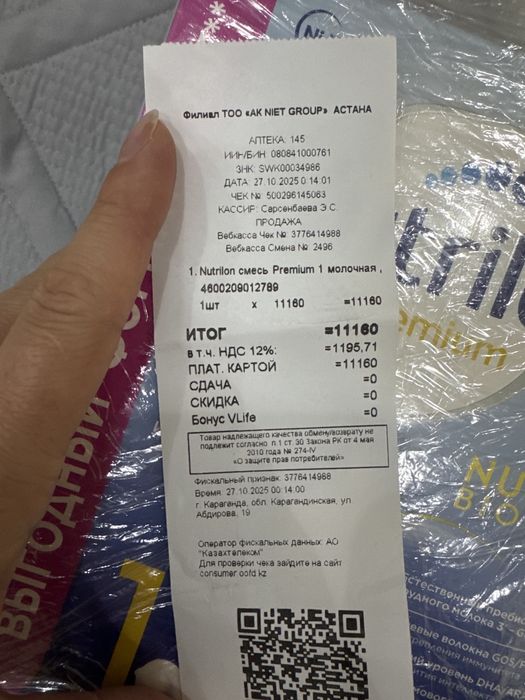 Филиал ТОО «AK NIET GROUP» АСТАНА
АПТЕКА: 145
ИИН/БИН: 080841000761
ЗНК: SWK00034986
ДАТА: 27.10.2025 0:14:01
ЧЕК №: 500296145063
КАССИР: Сарсенбаева Э.С.
ПРОДАЖА
Вебкасса Чек № 3776414988
Вебкасса Смена № 2496
1. Nutrilon смесь Premium 1 молочная ,
4600209012789
1шт x 11160 =11160
ИТОГ =11160
в т.ч. НДС 12%: =1195,71
ПЛАТ. КАРТОЙ =11160
СДАЧА =0
СКИДКА =0
Бонус VLife =0
Товар надлежащего качества обмену/возврату не
подлежит согласно п.1 ст. 30 Закона РК от 4 мая
2010 года № 274-IV
«О защите прав потребителей»
Фискальный признак: 3776414988
Время: 27.10.2025 00:14:00
г. Караганда, обл. Карагандинская, ул.
Абдирова, 19
Оператор фискальных данных: АО
"Казахтелеком"
Для проверки чека зайдите на сайт
consumer.oofd.kz
ВЫГОДНЫЙ
1
tril
emium
NU
BIO